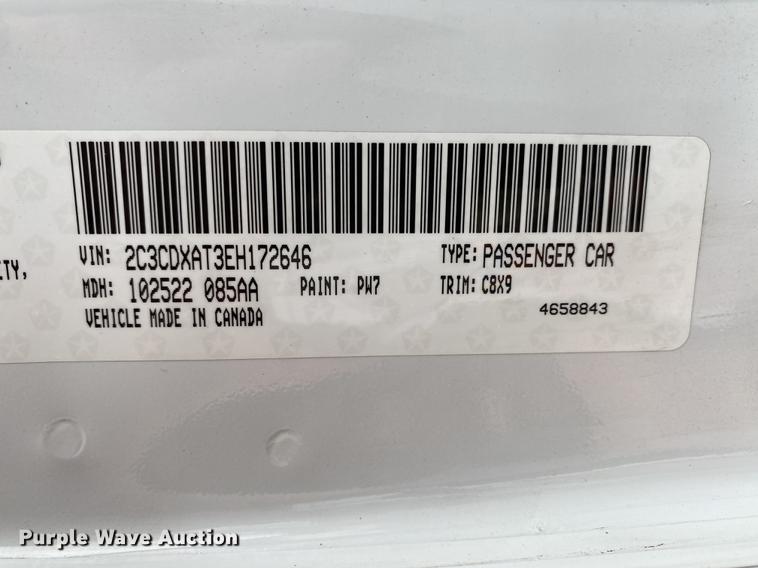 VIN: 2C3CDXAT3EH172646 TYPE: PASSENGER CAR
ETY,
MDH: 102522 085AA PAINT: PW7 TRIM: C8X9
VEHICLE MADE IN CANADA 4658843
Purple Wave Auction